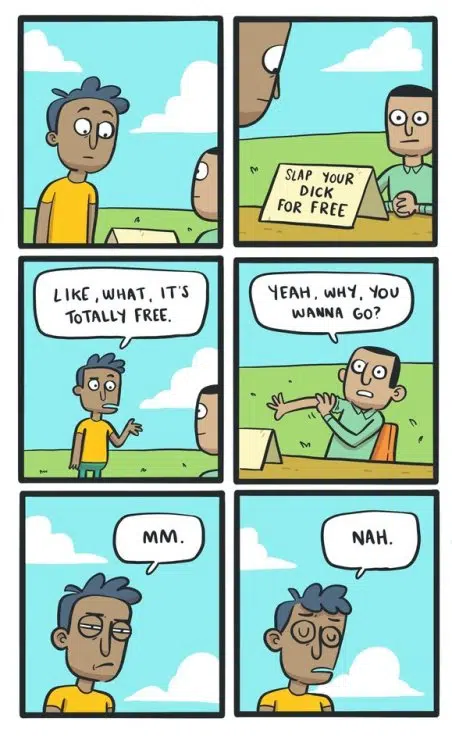 SLAP YOUR
DICK
FOR FREE
LIKE, WHAT, IT'S
TOTALLY FREE.
YEAH, WHY, YOU
WANNA GO?
MM.
NAH.